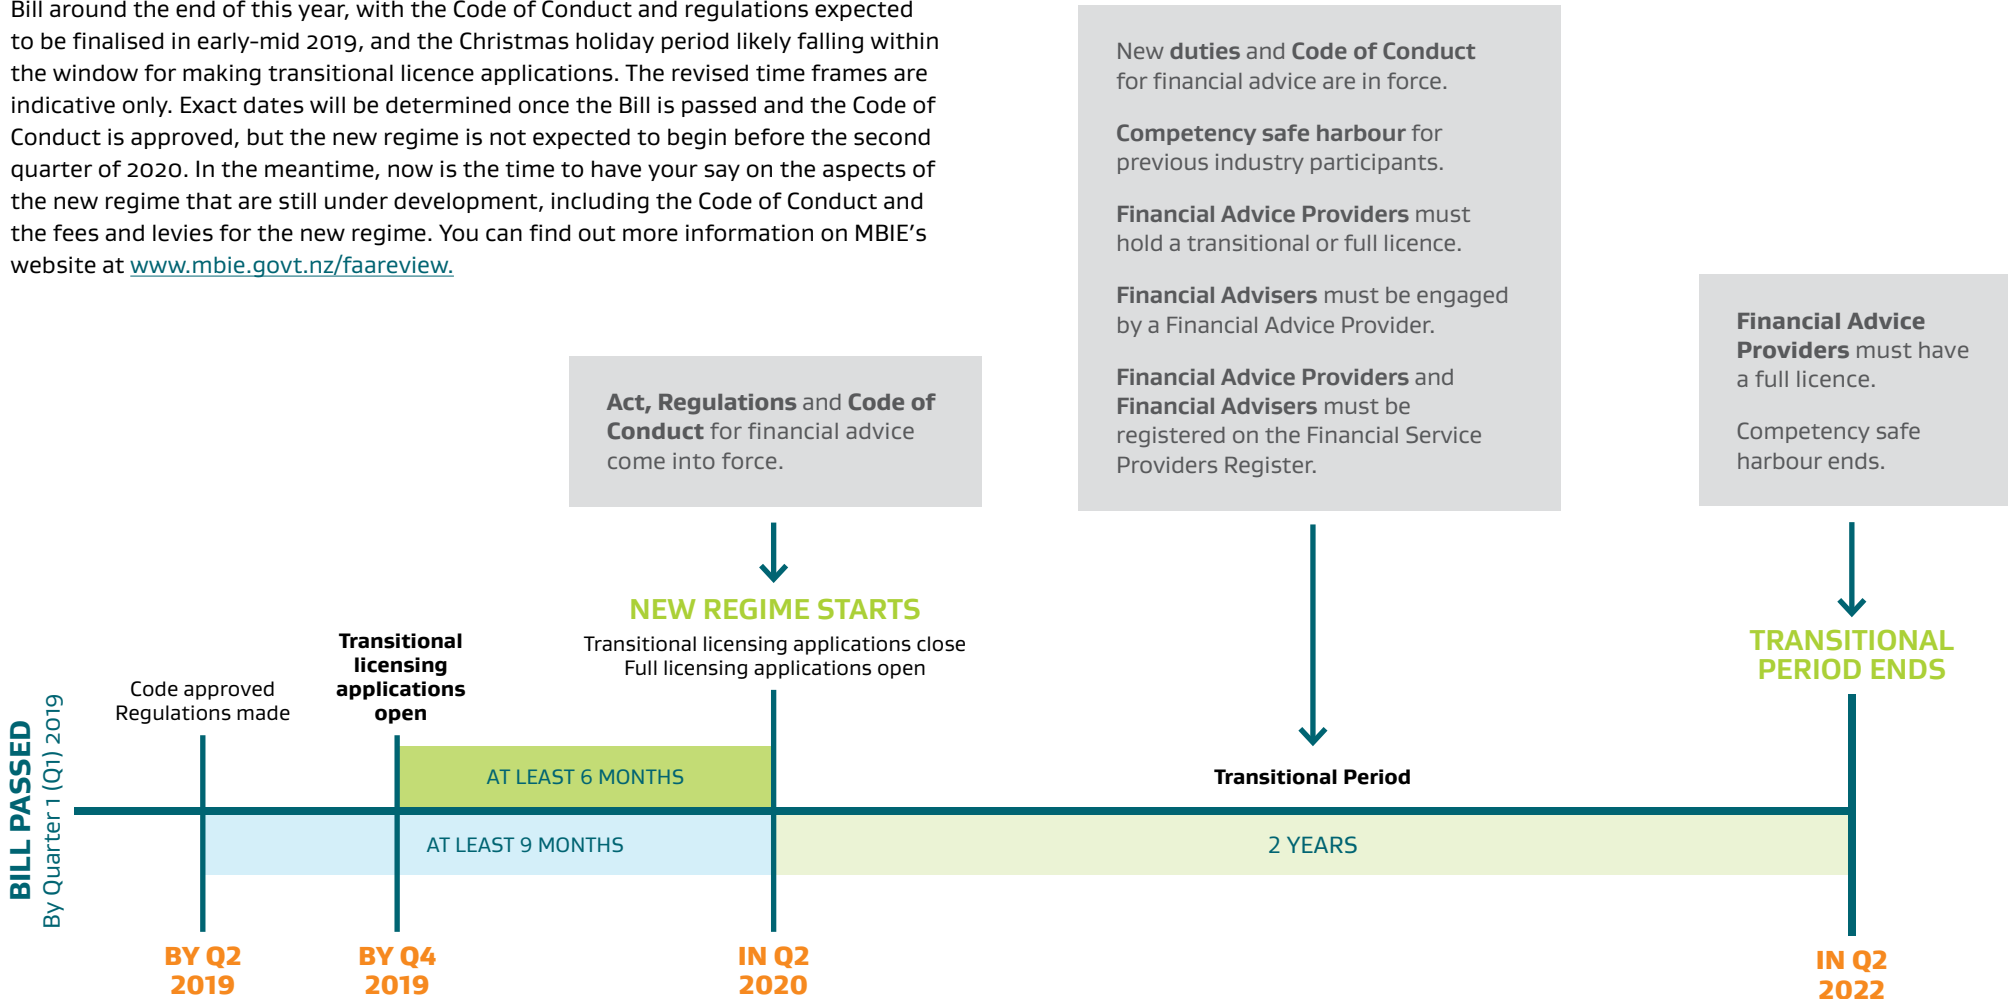 Bill around the end of this year, with the Code of Conduct and regulations expected
to be finalised in early-mid 2019, and the Christmas holiday period likely falling within
the window for making transitional licence applications. The revised time frames are
indicative only. Exact dates will be determined once the Bill is passed and the Code of
Conduct is approved, but the new regime is not expected to begin before the second
quarter of 2020. In the meantime, now is the time to have your say on the aspects of
the new regime that are still under development, including the Code of Conduct and
the fees and levies for the new regime. You can find out more information on MBIE’s
website at www.mbie.govt.nz/faareview.
Act, Regulations and Code of
Conduct for financial advice
come into force.
New duties and Code of Conduct
for financial advice are in force.
Competency safe harbour for
previous industry participants.
Financial Advice Providers must
hold a transitional or full licence.
Financial Advisers must be engaged
by a Financial Advice Provider.
Financial Advice Providers and
Financial Advisers must be
registered on the Financial Service
Providers Register.
Financial Advice
Providers must have
a full licence.
Competency safe
harbour ends.
BILL PASSED
By Quarter 1 (Q1) 2019
Code approved
Regulations made
Transitional
licensing
applications
open
NEW REGIME STARTS
Transitional licensing applications close
Full licensing applications open
TRANSITIONAL
PERIOD ENDS
AT LEAST 6 MONTHS
Transitional Period
AT LEAST 9 MONTHS
2 YEARS
BY Q2
2019
BY Q4
2019
IN Q2
2020
IN Q2
2022